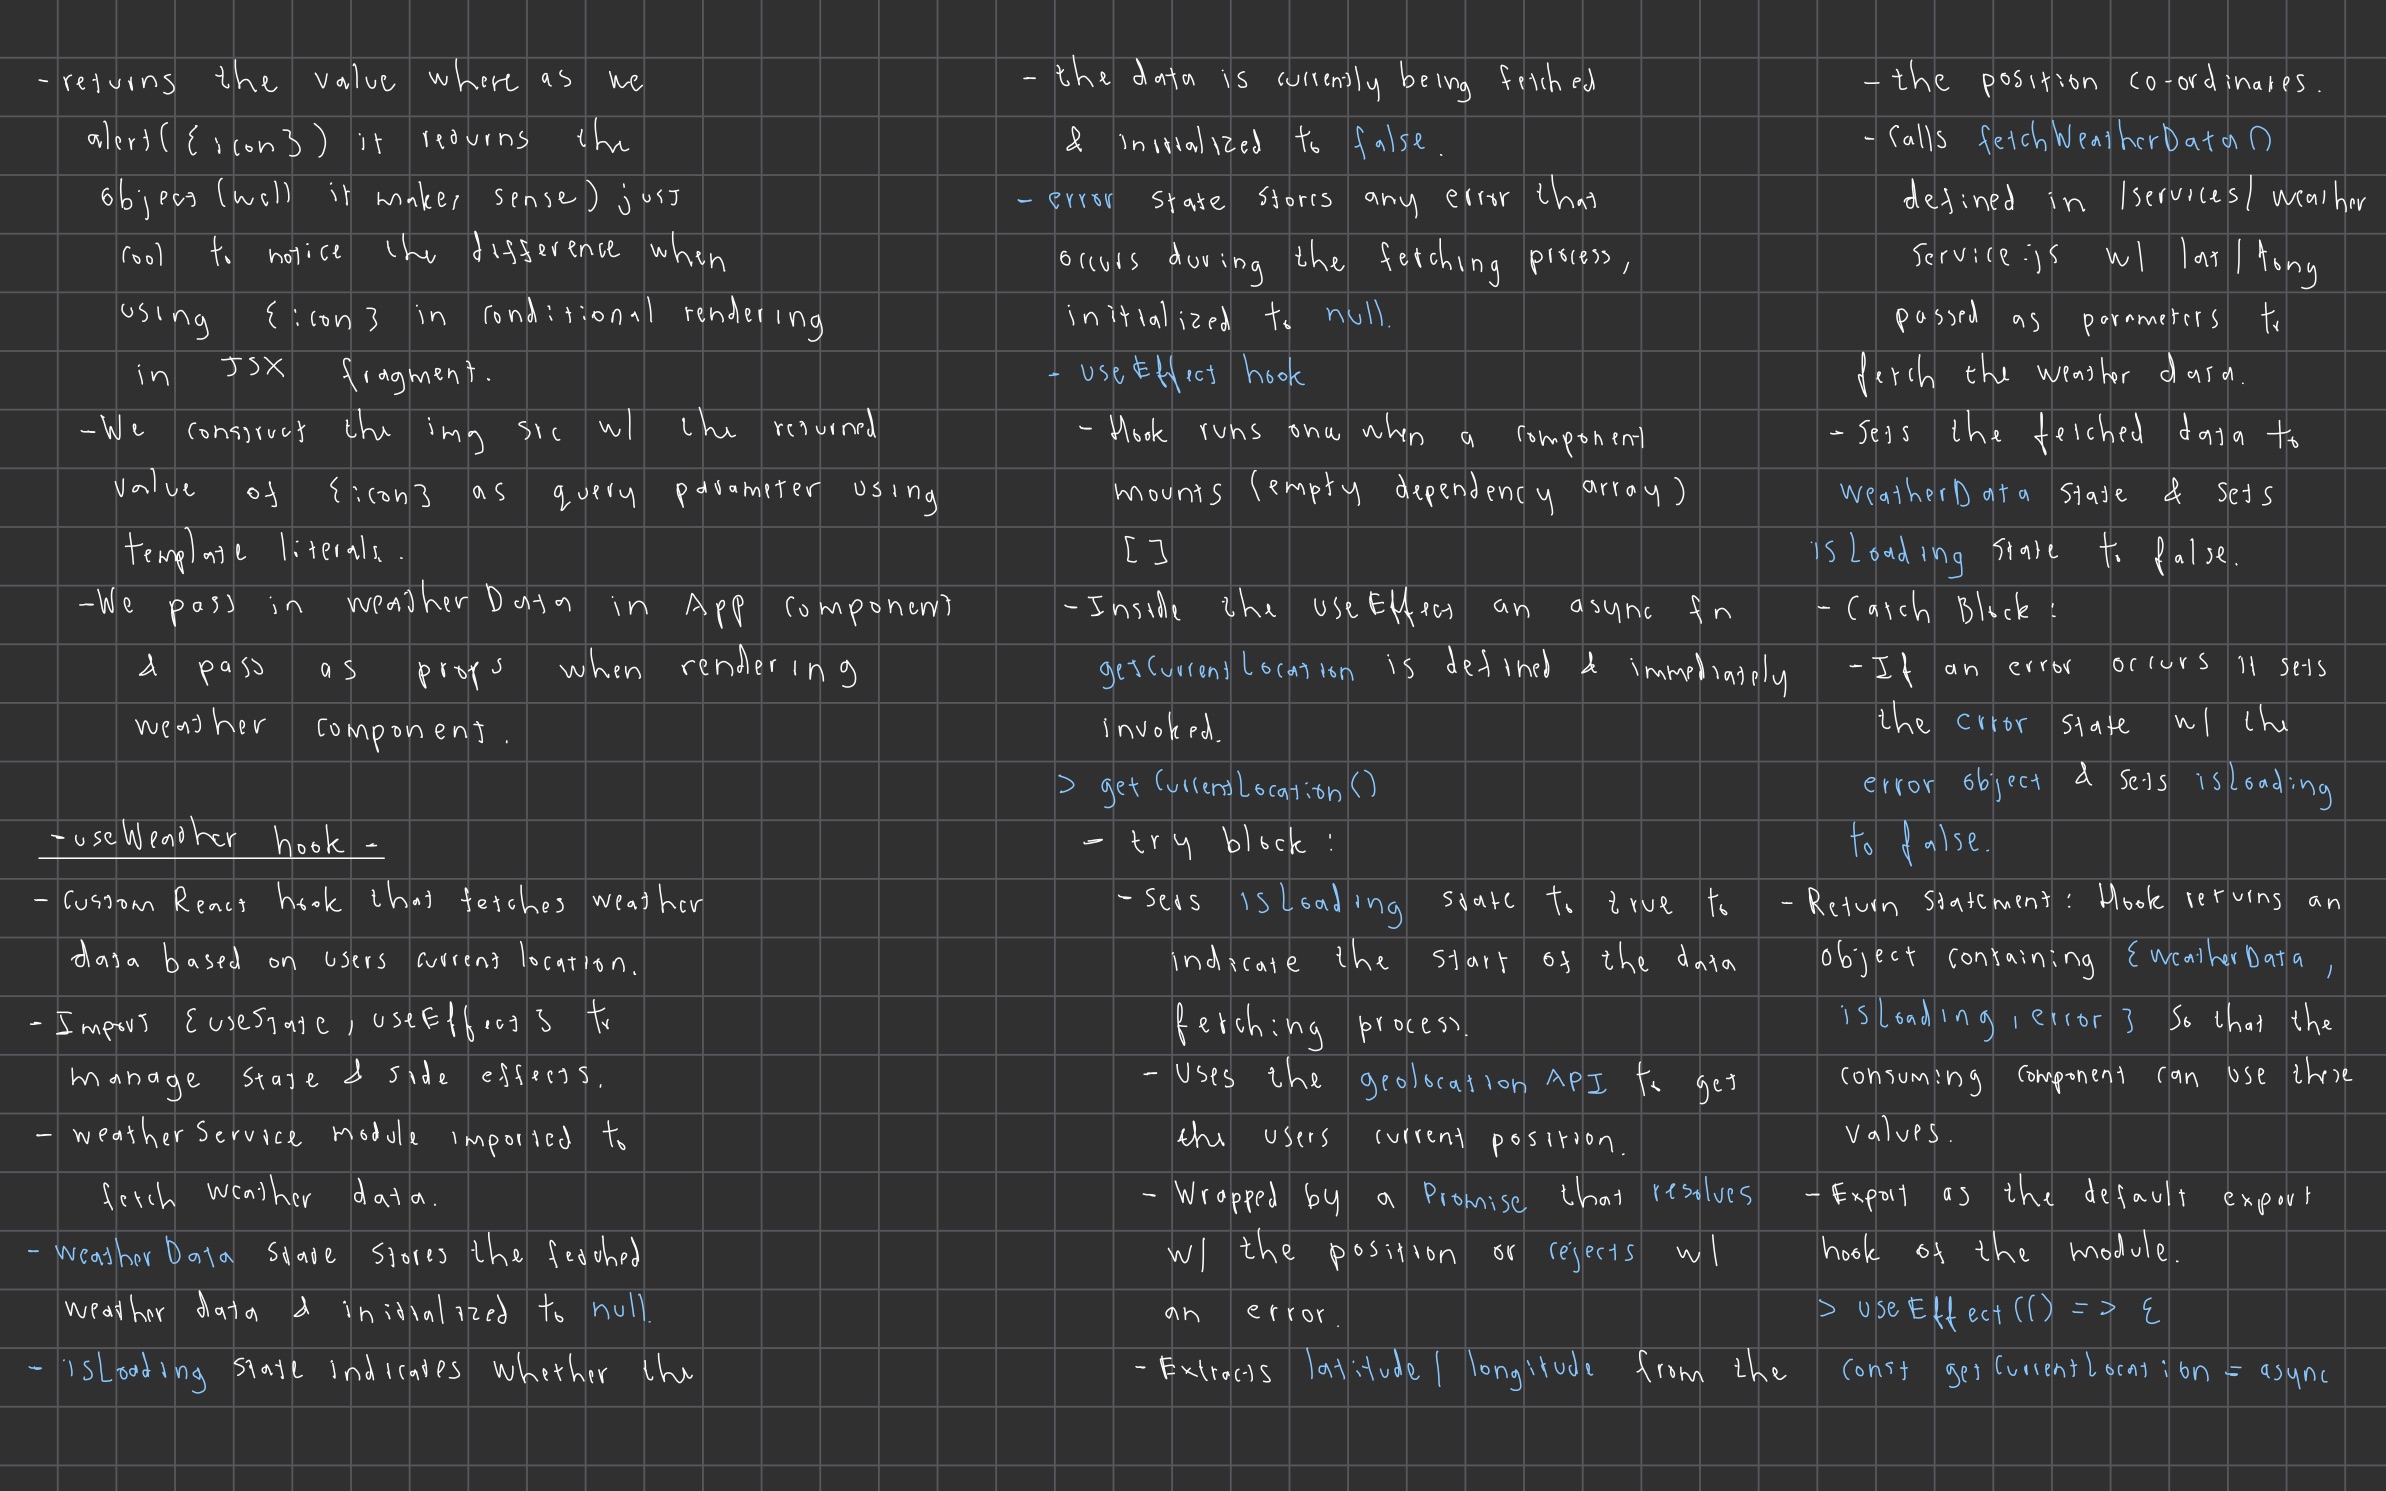 - returns the value where as we
alert({icon}) it returns the
object (well it makes sense) just
cool to notice the difference when
using {icon} in conditional rendering
in JSX fragment.
- We construct the img src w/ the returned
value of {icon} as query parameter using
template literals.
- We pass in weatherData in App component
& pass as props when rendering
weather component.
- useWeather hook -
- Custom React hook that fetches weather
data based on users current location.
- Import {useState, useEffect} to
manage state & side effects.
- weatherService module imported to
fetch weather data.
- weatherData state stores the fetched
weather data & initialized to null.
- isLoading state indicates whether the
- the data is currently being fetched
& initialized to false.
- error state stores any error that
occurs during the fetching process,
initialized to null.
- useEffect hook
- Hook runs once when a component
mounts (empty dependency array)
[]
- Inside the useEffect an async fn
getCurrentLocation is defined & immediately
invoked.
> getCurrentLocation()
- try block:
- Sets isLoading state to true to
indicate the start of the data
fetching process.
- Uses the geolocation API to get
the users current position.
- Wrapped by a Promise that resolves
w/ the position or rejects w/
an error.
- Extracts latitude/longitude from the
- the position co-ordinates.
- Calls fetchWeatherData()
defined in /services/weather
service.js w/ lat/long
passed as parameters to
fetch the weather data.
- Sets the fetched data to
weatherData state & sets
isLoading state to false.
- Catch Block:
- If an error occurs it sets
the error state w/ the
error object & sets isLoading
to false.
- Return Statement: Hook returns an
object containing {weatherData,
isLoading, error} so that the
consuming component can use these
values.
- Export as the default export
hook of the module.
> useEffect(() => {
const getCurrentLocation = async